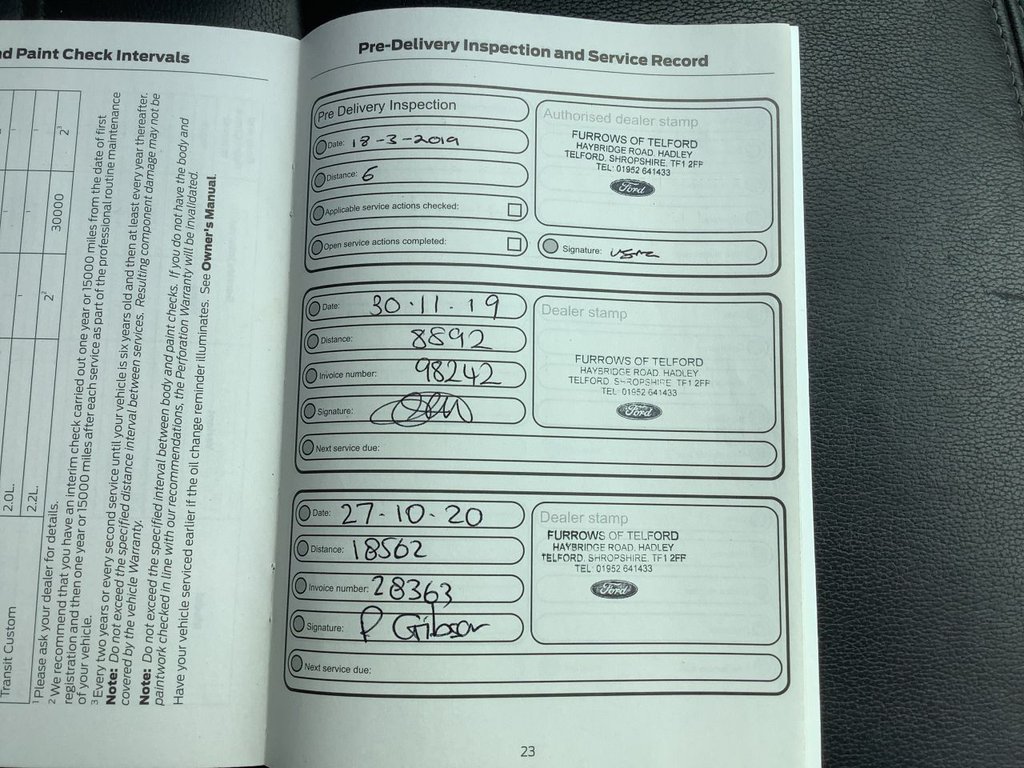 nd Paint Check Intervals
2³
30000
2²
2.0L.
2.2L.
Transit Custom
¹ Please ask your dealer for details.
² We recommend that you have an interim check carried out one year or 15000 miles from the date of first
registration and then one year or 15000 miles after each service as part of the professional routine maintenance
of your vehicle.
³ Every two years or every second service until your vehicle is six years old and then at least every year thereafter.
Note: Do not exceed the specified distance interval between services. Resulting component damage may not be
covered by the vehicle Warranty.
Note: Do not exceed the specified interval between body and paint checks. If you do not have the body and
paintwork checked in line with our recommendations, the Perforation Warranty will be invalidated.
Have your vehicle serviced earlier if the oil change reminder illuminates. See Owner's Manual.
Pre-Delivery Inspection and Service Record
Pre Delivery Inspection
Date: 18-3-2019
Distance: 6
Applicable service actions checked:
Open service actions completed:
Authorised dealer stamp
FURROWS OF TELFORD
HAYBRIDGE ROAD, HADLEY
TELFORD, SHROPSHIRE, TF1 2FP
TEL: 01952 641433
Ford
Signature:
Date: 30.11.19
Distance: 8892
Invoice number: 98242
Signature:
Next service due:
Dealer stamp
FURROWS OF TELFORD
HAYBRIDGE ROAD, HADLEY
TELFORD, SHROPSHIRE, TF1 2FP
TEL: 01952 641433
Ford
Date: 27-10-20
Distance: 18562
Invoice number: 28363
Signature: P Gibson
Next service due:
Dealer stamp
FURROWS OF TELFORD
HAYBRIDGE ROAD, HADLEY
TELFORD, SHROPSHIRE, TF1 2FF
TEL: 01952 641433
Ford
23